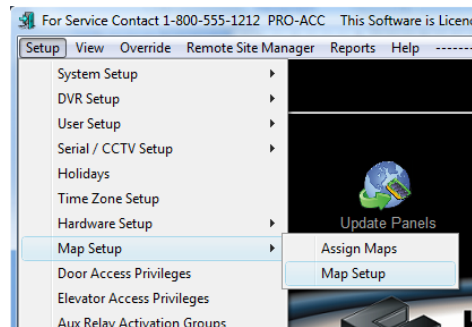 For Service Contact 1-800-555-1212 PRO-ACC This Software is Licen
Setup View Override Remote Site Manager Reports Help -------
System Setup
DVR Setup
User Setup
Serial / CCTV Setup
Holidays
Time Zone Setup
Hardware Setup
Update Panels
Map Setup
Assign Maps
Map Setup
Door Access Privileges
Elevator Access Privileges
Aux Relay Activation Groups